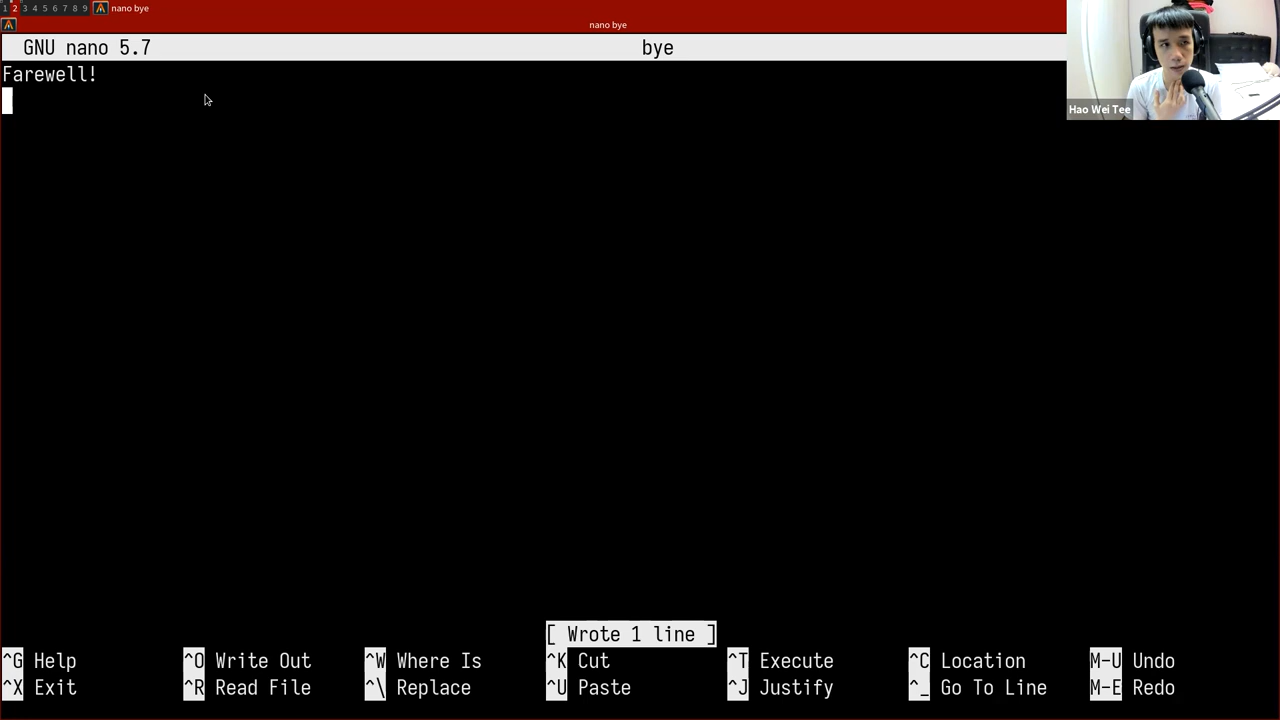 1 2 3 4 5 6 7 8 9 nano bye
nano bye
GNU nano 5.7 bye
Farewell!
Hao Wei Tee
[ Wrote 1 line ]
^G Help ^O Write Out ^W Where Is ^K Cut ^T Execute ^C Location M-U Undo
^X Exit ^R Read File ^\ Replace ^U Paste ^J Justify ^_ Go To Line M-E Redo